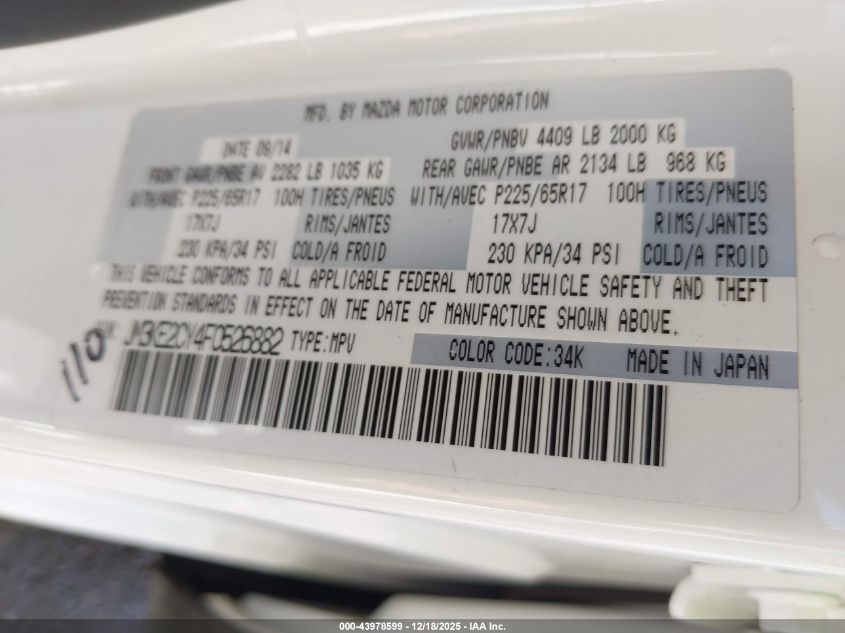 MFD. BY MAZDA MOTOR CORPORATION
DATE 09/14 GVWR/PNBV 4409 LB 2000 KG
FRONT GAWR/PNBE AV 2282 LB 1035 KG REAR GAWR/PNBE AR 2134 LB 968 KG
WITH/AVEC P225/65R17 100H TIRES/PNEUS WITH/AVEC P225/65R17 100H TIRES/PNEUS
17X7J RIMS/JANTES 17X7J RIMS/JANTES
230 KPA/34 PSI COLD/A FROID 230 KPA/34 PSI COLD/A FROID
THIS VEHICLE CONFORMS TO ALL APPLICABLE FEDERAL MOTOR VEHICLE SAFETY AND THEFT
PREVENTION STANDARDS IN EFFECT ON THE DATE OF MANUFACTURE SHOWN ABOVE.
VIN: JM3KE2CY4F0526882 TYPE:MPV COLOR CODE:34K MADE IN JAPAN
110
000-43978599 — 12/18/2025 — IAA Inc.